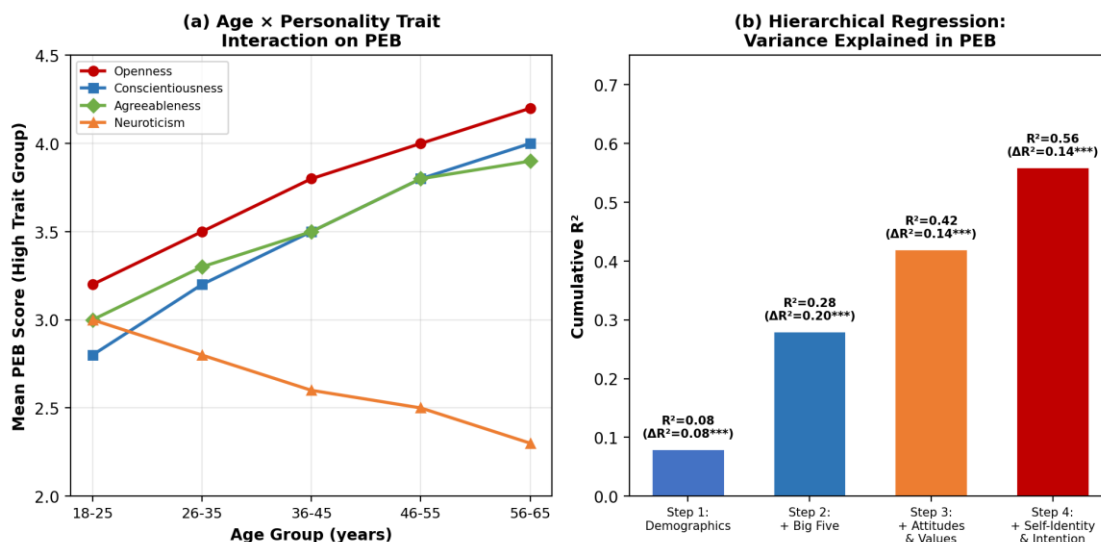 (a) Age × Personality Trait
Interaction on PEB
Mean PEB Score (High Trait Group)
4.5
4.0
3.5
3.0
2.5
2.0
Openness
Conscientiousness
Agreeableness
Neuroticism
18-25
26-35
36-45
46-55
56-65
Age Group (years)
(b) Hierarchical Regression:
Variance Explained in PEB
Cumulative R²
0.7
0.6
0.5
0.4
0.3
0.2
0.1
0.0
R²=0.08
(ΔR²=0.08***)
R²=0.28
(ΔR²=0.20***)
R²=0.42
(ΔR²=0.14***)
R²=0.56
(ΔR²=0.14***)
Step 1:
Demographics
Step 2:
+ Big Five
Step 3:
+ Attitudes
& Values
Step 4:
+ Self-Identity
& Intention